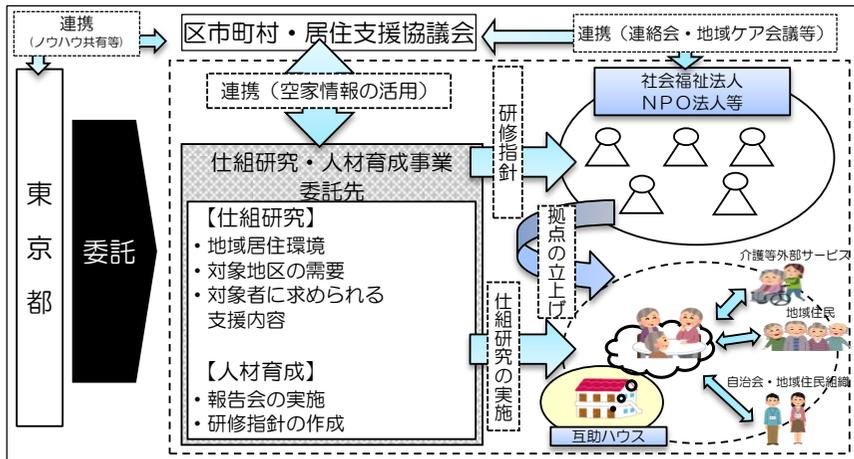 連携
(ノウハウ共有等)
区市町村・居住支援協議会
連携（連絡会・地域ケア会議等）
連携（空家情報の活用）
社会福祉法人
ＮＰＯ法人等
東京都
委託
仕組研究・人材育成事業
委託先
【仕組研究】
・地域居住環境
・対象地区の需要
・対象者に求められる
支援内容
【人材育成】
・報告会の実施
・研修指針の作成
研修指針
拠点の立上げ
仕組研究の実施
介護等外部サービス
地域住民
自治会・地域住民組織
互助ハウス